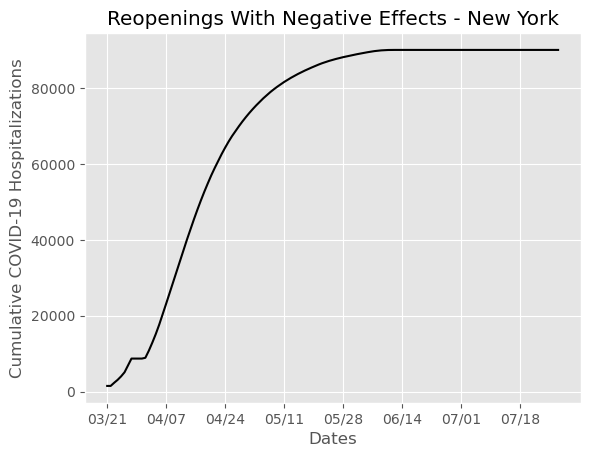 Reopenings With Negative Effects - New York
Cumulative COVID-19 Hospitalizations
80000
60000
40000
20000
0
03/21 04/07 04/24 05/11 05/28 06/14 07/01 07/18
Dates